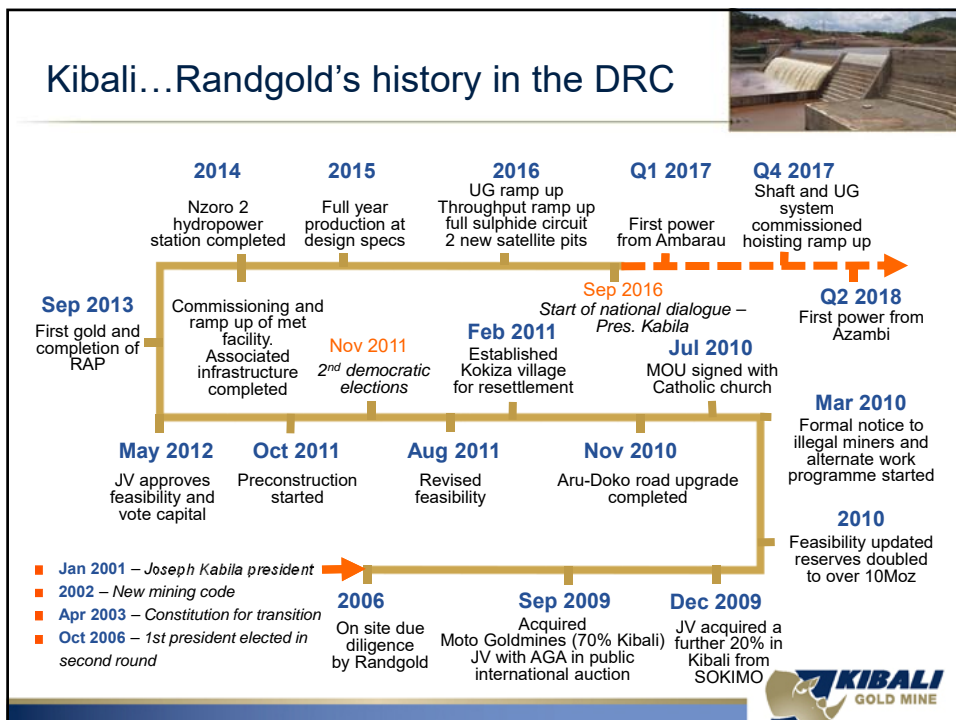 Kibali…Randgold’s history in the DRC
2014
Nzoro 2
hydropower
station completed
2015
Full year
production at
design specs
2016
UG ramp up
Throughput ramp up
full sulphide circuit
2 new satellite pits
Q1 2017
First power
from Ambarau
Q4 2017
Shaft and UG
system
commissioned
hoisting ramp up
Sep 2013
First gold and
completion of
RAP
Commissioning and
ramp up of met
facility.
Associated
infrastructure
completed
Sep 2016
Start of national dialogue –
Pres. Kabila
Q2 2018
First power from
Azambi
Nov 2011
2nd democratic
elections
Feb 2011
Established
Kokiza village
for resettlement
Jul 2010
MOU signed with
Catholic church
Mar 2010
Formal notice to
illegal miners and
alternate work
programme started
May 2012
JV approves
feasibility and
vote capital
Oct 2011
Preconstruction
started
Aug 2011
Revised
feasibility
Nov 2010
Aru-Doko road upgrade
completed
2010
Feasibility updated
reserves doubled
to over 10Moz
Jan 2001 – Joseph Kabila president
2002 – New mining code
Apr 2003 – Constitution for transition
Oct 2006 – 1st president elected in
second round
2006
On site due
diligence
by Randgold
Sep 2009
Acquired
Moto Goldmines (70% Kibali)
JV with AGA in public
international auction
Dec 2009
JV acquired a
further 20% in
Kibali from
SOKIMO
KIBALI
GOLD MINE